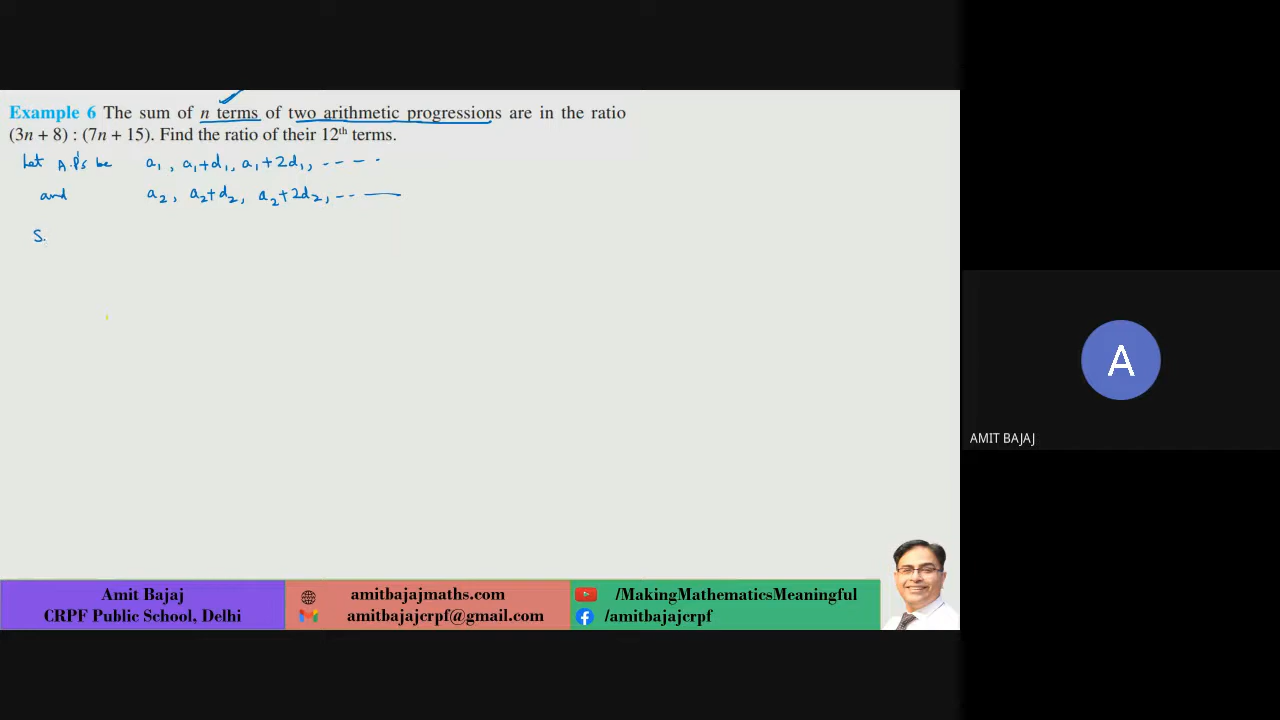 Example 6 The sum of n terms of two arithmetic progressions are in the ratio
(3n + 8) : (7n + 15). Find the ratio of their 12th terms.
Let A.P's be a₁, a₁+d₁, a₁+2d₁, -----
and a₂, a₂+d₂, a₂+2d₂, ---
S.
A
AMIT BAJAJ
Amit Bajaj
CRPF Public School, Delhi
amitbajajmaths.com
amitbajajcrpf@gmail.com
/MakingMathematicsMeaningful
/amitbajajcrpf